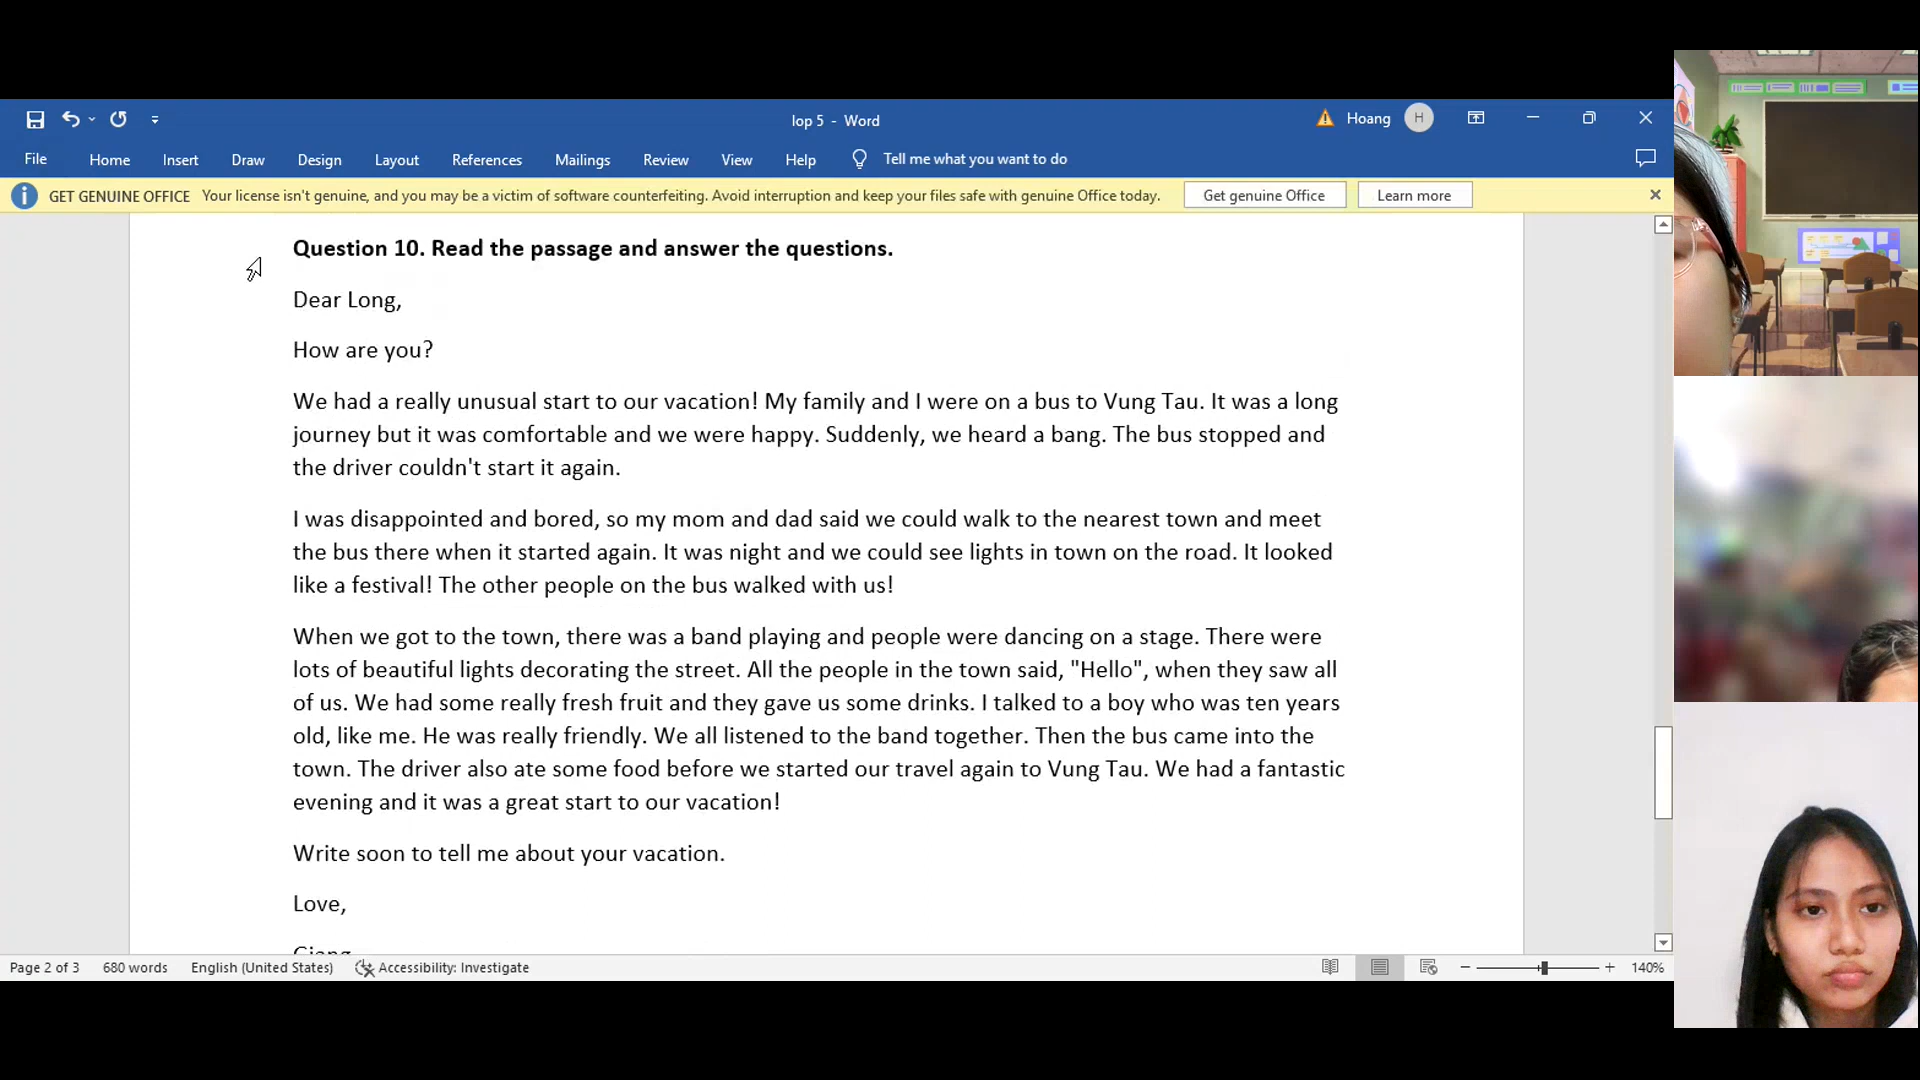 lop 5 - Word
Hoang
H
File Home Insert Draw Design Layout References Mailings Review View Help Tell me what you want to do
GET GENUINE OFFICE Your license isn't genuine, and you may be a victim of software counterfeiting. Avoid interruption and keep your files safe with genuine Office today. Get genuine Office Learn more
Question 10. Read the passage and answer the questions.
Dear Long,
How are you?
We had a really unusual start to our vacation! My family and I were on a bus to Vung Tau. It was a long
journey but it was comfortable and we were happy. Suddenly, we heard a bang. The bus stopped and
the driver couldn't start it again.
I was disappointed and bored, so my mom and dad said we could walk to the nearest town and meet
the bus there when it started again. It was night and we could see lights in town on the road. It looked
like a festival! The other people on the bus walked with us!
When we got to the town, there was a band playing and people were dancing on a stage. There were
lots of beautiful lights decorating the street. All the people in the town said, "Hello", when they saw all
of us. We had some really fresh fruit and they gave us some drinks. I talked to a boy who was ten years
old, like me. He was really friendly. We all listened to the band together. Then the bus came into the
town. The driver also ate some food before we started our travel again to Vung Tau. We had a fantastic
evening and it was a great start to our vacation!
Write soon to tell me about your vacation.
Love,
Giang
Page 2 of 3 680 words English (United States) Accessibility: Investigate 140%